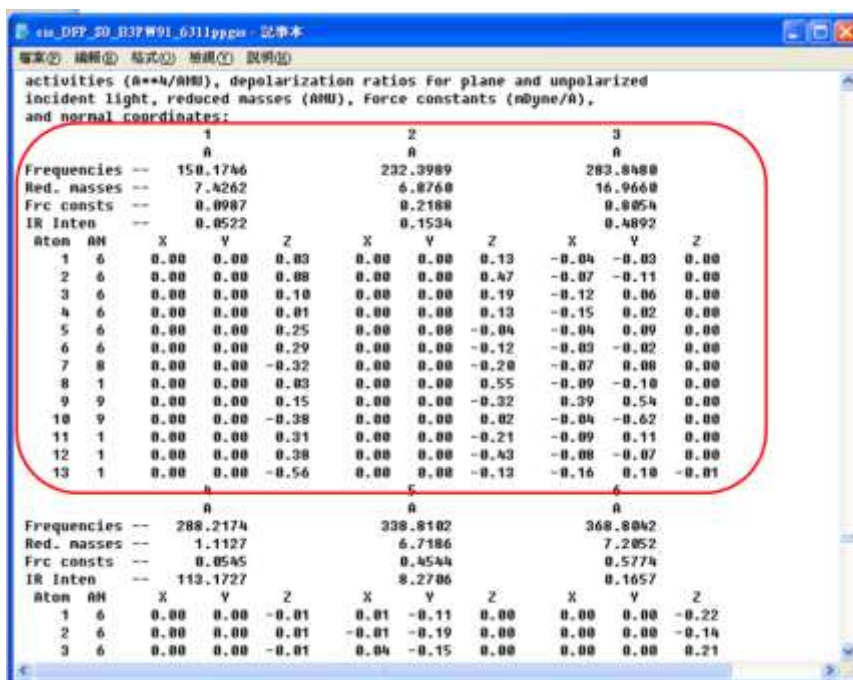 cis_DFP_S0_B3PW91_6311ppgss - 記事本
檔案(F) 編輯(E) 格式(O) 檢視(V) 說明(H)
activities (A**4/AMU), depolarization ratios for plane and unpolarized
incident light, reduced masses (AMU), force constants (mDyne/A),
and normal coordinates:
1 2 3
A A A
Frequencies -- 150.1746 232.3989 283.8480
Red. masses -- 7.4262 6.8760 16.9660
Frc consts -- 0.0987 0.2188 0.8054
IR Inten -- 0.0522 0.1534 0.4892
Atom AN X Y Z X Y Z X Y Z
1 6 0.00 0.00 0.03 0.00 0.00 0.13 -0.04 -0.03 0.00
2 6 0.00 0.00 0.08 0.00 0.00 0.47 -0.07 -0.11 0.00
3 6 0.00 0.00 0.10 0.00 0.00 0.19 -0.12 0.06 0.00
4 6 0.00 0.00 0.01 0.00 0.00 0.13 -0.15 0.02 0.00
5 6 0.00 0.00 0.25 0.00 0.00 -0.04 -0.04 0.09 0.00
6 6 0.00 0.00 0.29 0.00 0.00 -0.12 -0.03 -0.02 0.00
7 8 0.00 0.00 -0.32 0.00 0.00 -0.20 -0.07 0.08 0.00
8 1 0.00 0.00 0.03 0.00 0.00 0.55 -0.09 -0.10 0.00
9 9 0.00 0.00 0.15 0.00 0.00 -0.32 0.39 0.54 0.00
10 9 0.00 0.00 -0.38 0.00 0.00 0.02 -0.04 -0.62 0.00
11 1 0.00 0.00 0.31 0.00 0.00 -0.21 -0.09 0.11 0.00
12 1 0.00 0.00 0.38 0.00 0.00 -0.43 -0.08 -0.07 0.00
13 1 0.00 0.00 -0.56 0.00 0.00 -0.13 -0.16 0.10 -0.01
4 5 6
A A A
Frequencies -- 288.2174 338.8102 368.8042
Red. masses -- 1.1127 6.7186 7.2052
Frc consts -- 0.0545 0.4544 0.5774
IR Inten -- 113.1727 8.2706 0.1657
Atom AN X Y Z X Y Z X Y Z
1 6 0.00 0.00 -0.01 0.01 -0.11 0.00 0.00 0.00 -0.22
2 6 0.00 0.00 0.01 -0.01 -0.19 0.00 0.00 0.00 -0.14
3 6 0.00 0.00 -0.01 0.04 -0.15 0.00 0.00 0.00 0.21